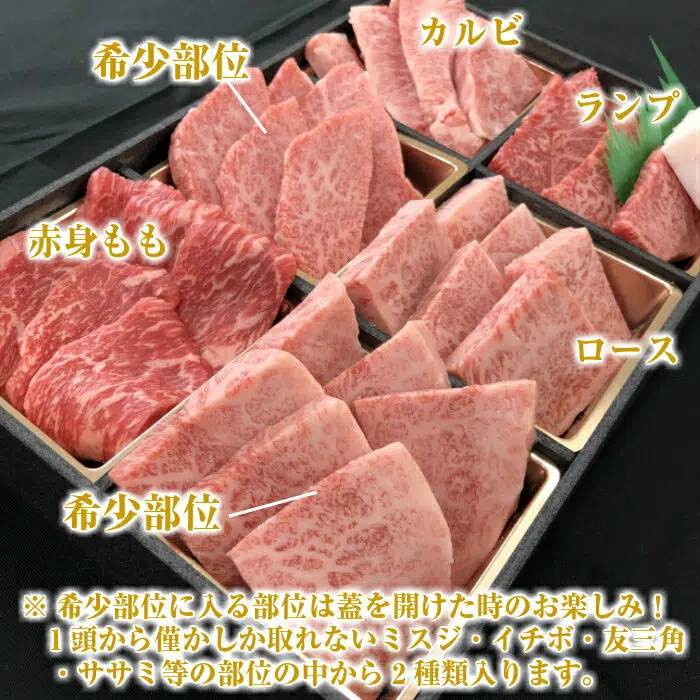 カルビ
希少部位
ランプ
赤身もも
ロース
希少部位
※ 希少部位に入る部位は蓋を開けた時のお楽しみ！
1頭から僅かしか取れないミスジ・イチボ・友三角
・ササミ等の部位の中から2種類入ります。